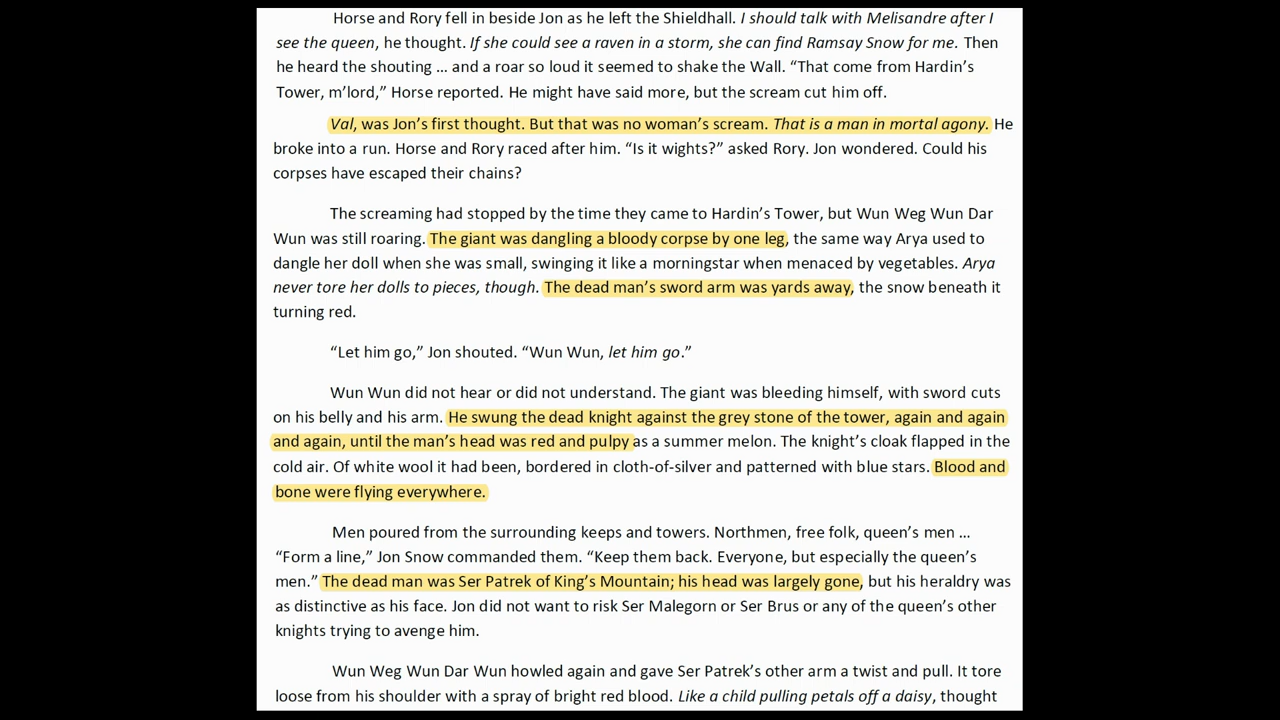 Horse and Rory fell in beside Jon as he left the Shieldhall. I should talk with Melisandre after I
see the queen, he thought. If she could see a raven in a storm, she can find Ramsay Snow for me. Then
he heard the shouting … and a roar so loud it seemed to shake the Wall. “That come from Hardin’s
Tower, m’lord,” Horse reported. He might have said more, but the scream cut him off.
Val, was Jon’s first thought. But that was no woman’s scream. That is a man in mortal agony. He
broke into a run. Horse and Rory raced after him. “Is it wights?” asked Rory. Jon wondered. Could his
corpses have escaped their chains?
The screaming had stopped by the time they came to Hardin’s Tower, but Wun Weg Wun Dar
Wun was still roaring. The giant was dangling a bloody corpse by one leg, the same way Arya used to
dangle her doll when she was small, swinging it like a morningstar when menaced by vegetables. Arya
never tore her dolls to pieces, though. The dead man’s sword arm was yards away, the snow beneath it
turning red.
“Let him go,” Jon shouted. “Wun Wun, let him go.”
Wun Wun did not hear or did not understand. The giant was bleeding himself, with sword cuts
on his belly and his arm. He swung the dead knight against the grey stone of the tower, again and again
and again, until the man’s head was red and pulpy as a summer melon. The knight’s cloak flapped in the
cold air. Of white wool it had been, bordered in cloth-of-silver and patterned with blue stars. Blood and
bone were flying everywhere.
Men poured from the surrounding keeps and towers. Northmen, free folk, queen’s men …
“Form a line,” Jon Snow commanded them. “Keep them back. Everyone, but especially the queen’s
men.” The dead man was Ser Patrek of King’s Mountain; his head was largely gone, but his heraldry was
as distinctive as his face. Jon did not want to risk Ser Malegorn or Ser Brus or any of the queen’s other
knights trying to avenge him.
Wun Weg Wun Dar Wun howled again and gave Ser Patrek’s other arm a twist and pull. It tore
loose from his shoulder with a spray of bright red blood. Like a child pulling petals off a daisy, thought